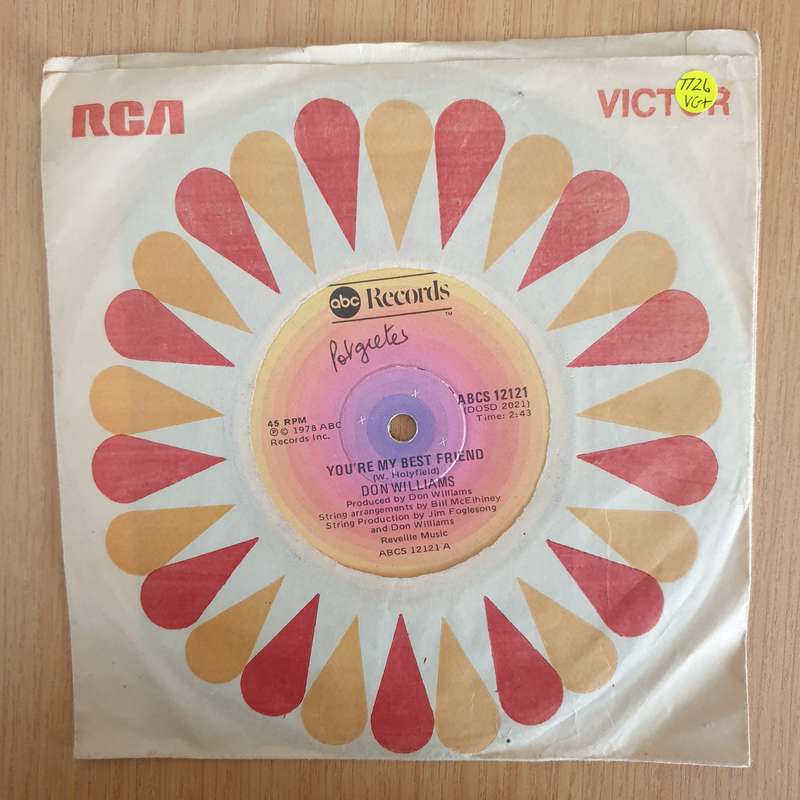 RCA
VICTOR
7726
VG+
abc Records
TM
Potgieter
ABCS 12121
(DOSD 2021)
Time: 2:43
45 RPM
℗ © 1978 ABC
Records Inc.
YOU'RE MY BEST FRIEND
(W. Holyfield)
DON WILLIAMS
Produced by Don Williams
String arrangements by Bill McElhiney
String Production by Jim Foglesong
and Don Williams
Reveille Music
ABCS 12121 A